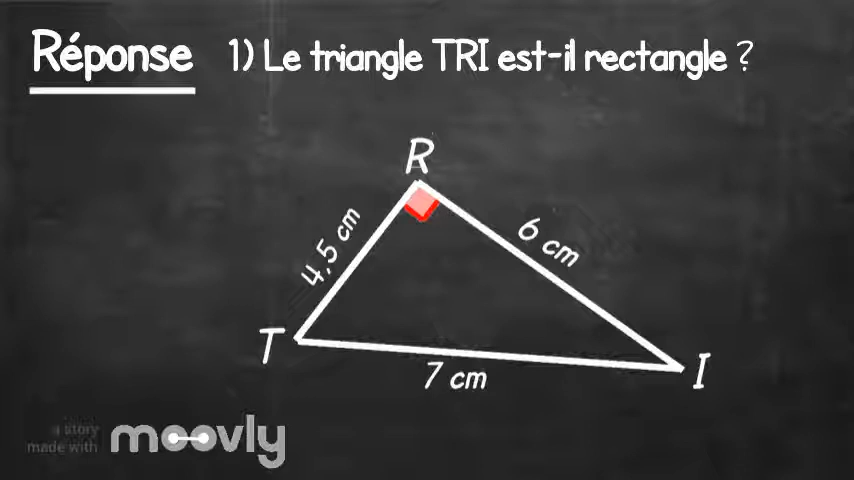 Réponse 1) Le triangle TRI est-il rectangle ?
R
4,5 cm
6 cm
T
7 cm
I
a story
made with moovly